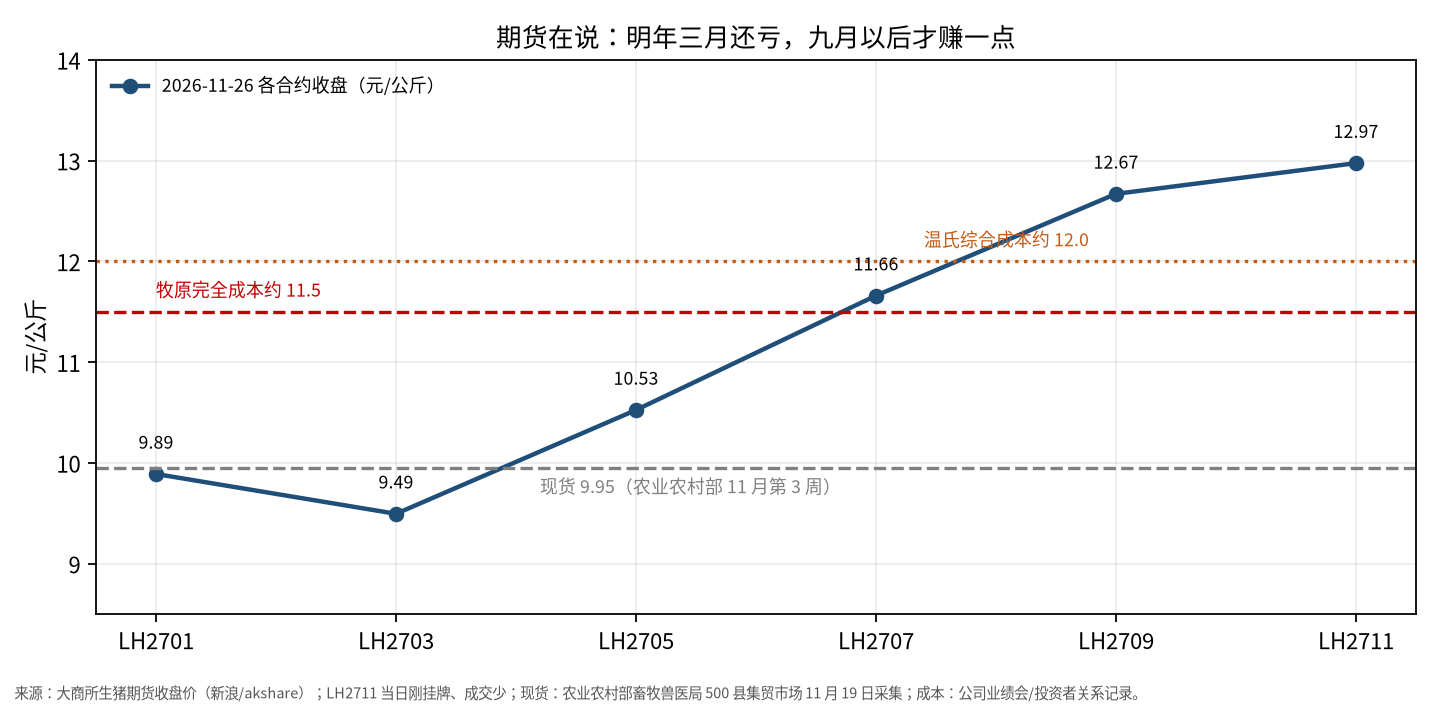 期货在说：明年三月还亏，九月以后才赚一点
2026-11-26 各合约收盘（元/公斤）
元/公斤
14
13
12
11
10
9
12.97
12.67
温氏综合成本约 12.0
11.66
牧原完全成本约 11.5
10.53
9.89
9.49
现货 9.95（农业农村部 11 月第 3 周）
LH2701
LH2703
LH2705
LH2707
LH2709
LH2711
来源：大商所生猪期货收盘价（新浪/akshare）；LH2711 当日刚挂牌、成交少；现货：农业农村部畜牧兽医局 500 县集贸市场 11 月 19 日采集；成本：公司业绩会/投资者关系记录。